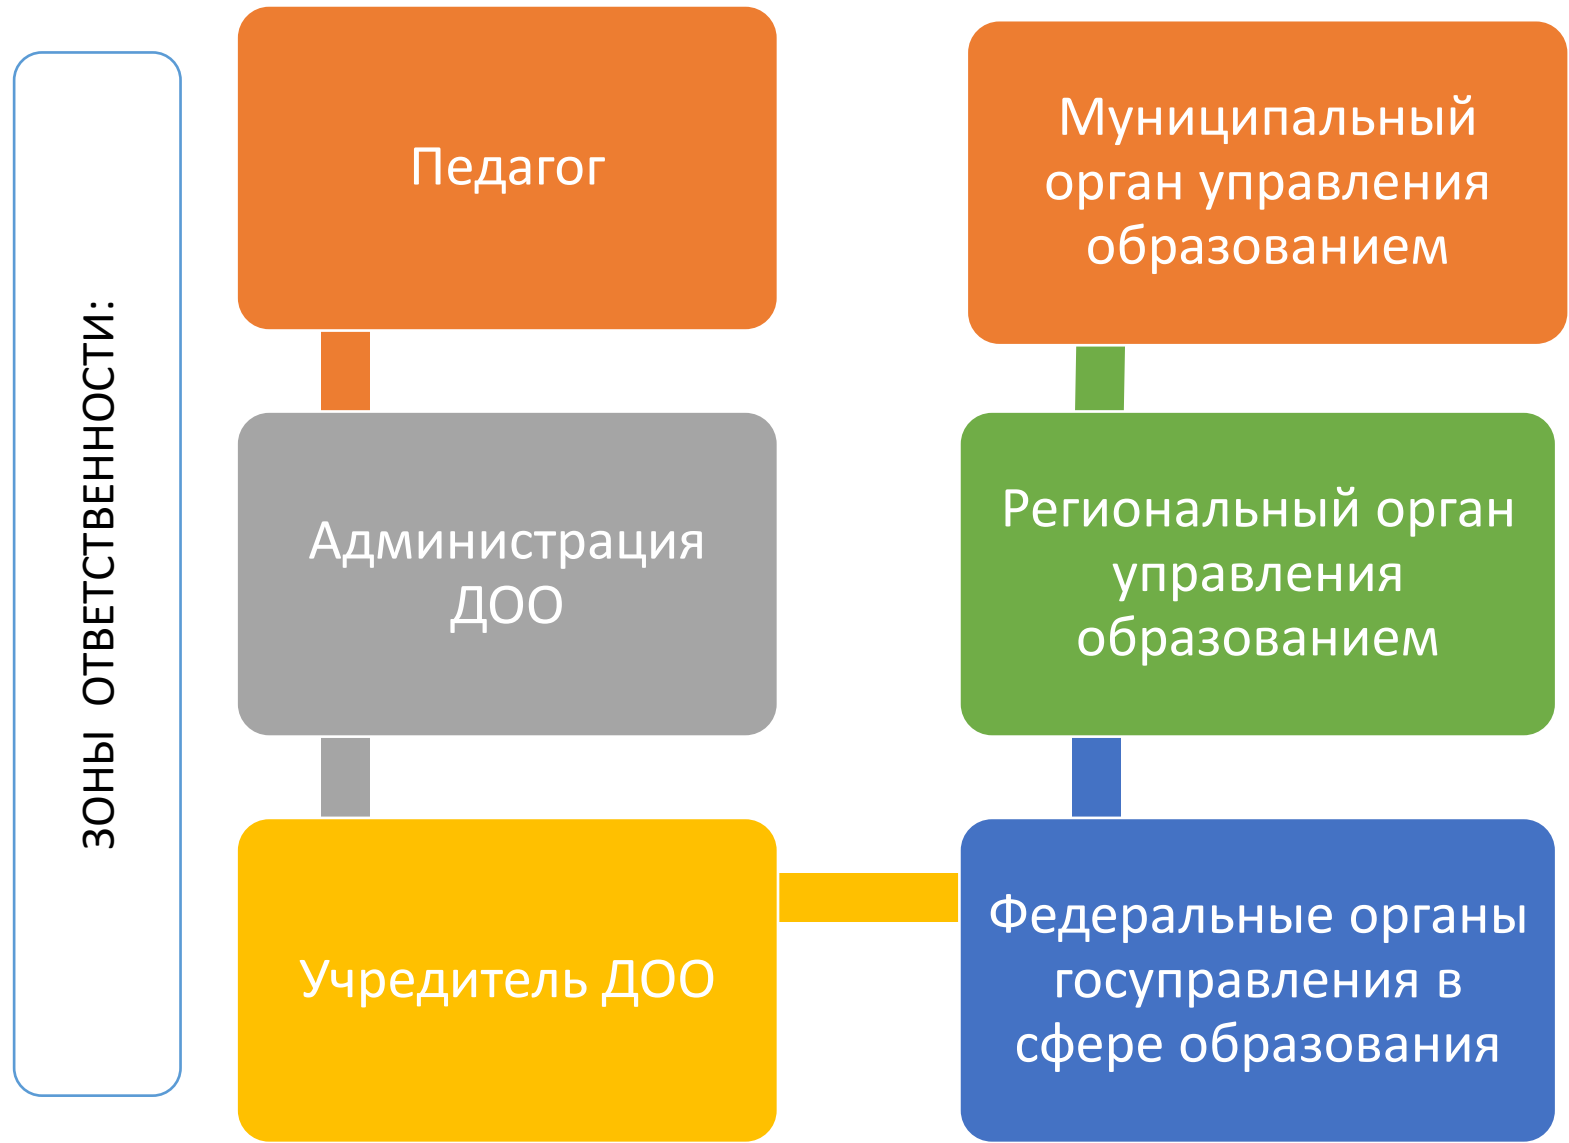 ЗОНЫ ОТВЕТСТВЕННОСТИ:
Педагог
Администрация
ДОО
Учредитель ДОО
Муниципальный
орган управления
образованием
Региональный орган
управления
образованием
Федеральные органы
госуправления в
сфере образования